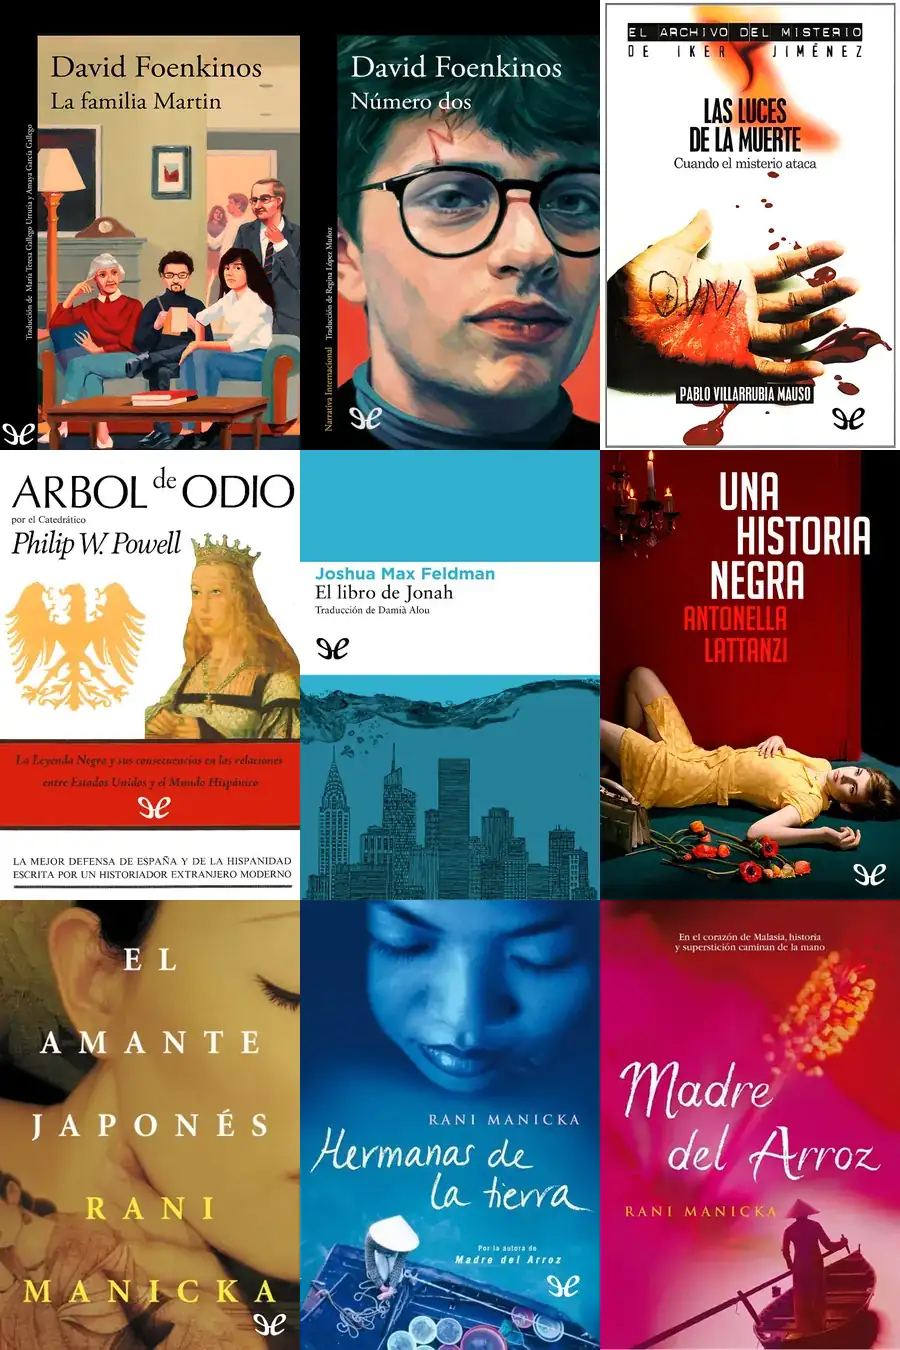 David Foenkinos
La familia Martin
Traducción de María Teresa Gallego Urrutia y Amaya García Gallego
David Foenkinos
Número dos
Narrativa Internacional Traducción de Regina López Muñoz
EL ARCHIVO DEL MISTERIO
DE IKER JIMÉNEZ
LAS LUCES
DE LA MUERTE
Cuando el misterio ataca
OVNI
PABLO VILLARRUBIA MAUSO
ARBOL de ODIO
por el Catedrático
Philip W. Powell
La Leyenda Negra y sus consecuencias en las relaciones
entre Estados Unidos y el Mundo Hispánico
LA MEJOR DEFENSA DE ESPAÑA Y DE LA HISPANIDAD
ESCRITA POR UN HISTORIADOR EXTRANJERO MODERNO
Joshua Max Feldman
El libro de Jonah
Traducción de Damià Alou
UNA
HISTORIA
NEGRA
ANTONELLA
LATTANZI
EL
AMANTE
JAPONÉS
RANI
MANICKA
RANI MANICKA
Hermanas de
la tierra
Por la autora de
Madre del Arroz
En el corazón de Malasia, historia
y superstición caminan de la mano
Madre
del Arroz
RANI MANICKA